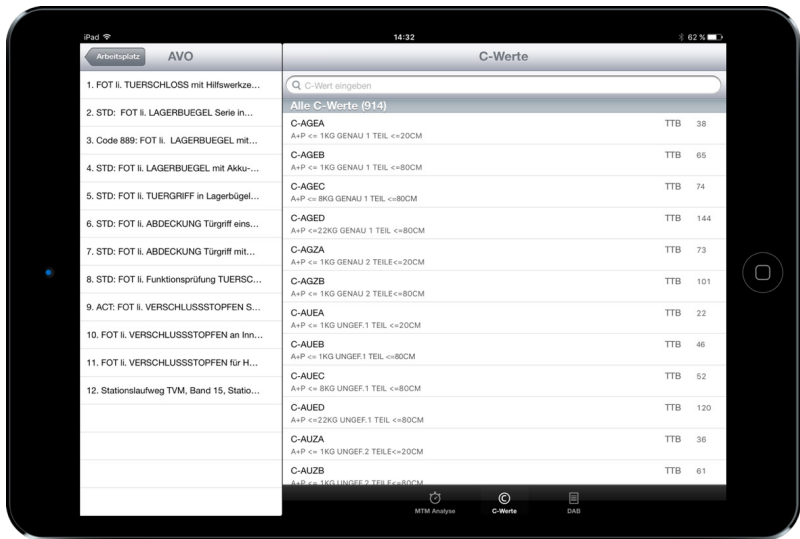 iPad
14:32
62 %
Arbeitsplatz
AVO
C-Werte
1. FOT li. TUERSCHLOSS mit Hilfswerkze...
2. STD: FOT li. LAGERBUEGEL Serie in...
3. Code 889: FOT li. LAGERBUEGEL mit...
4. STD: FOT li. LAGERBUEGEL mit Akku-...
5. STD: FOT li. TUERGRIFF in Lagerbügel...
6. STD: FOT li. ABDECKUNG Türgriff eins...
7. STD: FOT li. ABDECKUNG Türgriff mit...
8. STD: FOT li. Funktionsprüfung TUERSC...
9. ACT: FOT li. VERSCHLUSSSTOPFEN S...
10. FOT li. VERSCHLUSSSTOPFEN an Inn...
11. FOT li. VERSCHLUSSSTOPFEN für H...
12. Stationslaufweg TVM, Band 15, Statio...
C-Wert eingeben
Alle C-Werte (914)
C-AGEA TTB 38
A+P <= 1KG GENAU 1 TEIL <=20CM
C-AGEB TTB 65
A+P <= 1KG GENAU 1 TEIL <=80CM
C-AGEC TTB 74
A+P <= 8KG GENAU 1 TEIL <=80CM
C-AGED TTB 144
A+P <=22KG GENAU 1 TEIL <=80CM
C-AGZA TTB 73
A+P <= 1KG GENAU 2 TEILE<=20CM
C-AGZB TTB 101
A+P <= 1KG GENAU 2 TEILE<=80CM
C-AUEA TTB 22
A+P <= 1KG UNGEF.1 TEIL <=20CM
C-AUEB TTB 46
A+P <= 1KG UNGEF.1 TEIL <=80CM
C-AUEC TTB 52
A+P <= 8KG UNGEF.1 TEIL <=80CM
C-AUED TTB 120
A+P <=22KG UNGEF.1 TEIL <=80CM
C-AUZA TTB 36
A+P <= 1KG UNGEF.2 TEILE<=20CM
C-AUZB TTB 61
A+P <= 1KG UNGEF.2 TEILE<=80CM
MTM Analyse
C-Werte
DAB